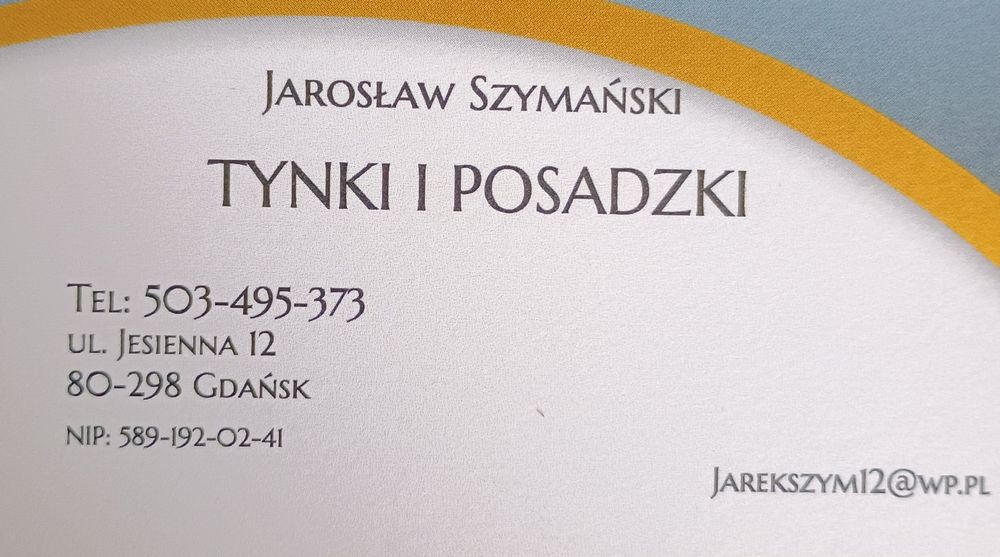 Jarosław Szymański
TYNKI I POSADZKI
Tel: 503-495-373
ul. Jesienna 12
80-298 Gdańsk
NIP: 589-192-02-41
Jarekszym12@wp.pl